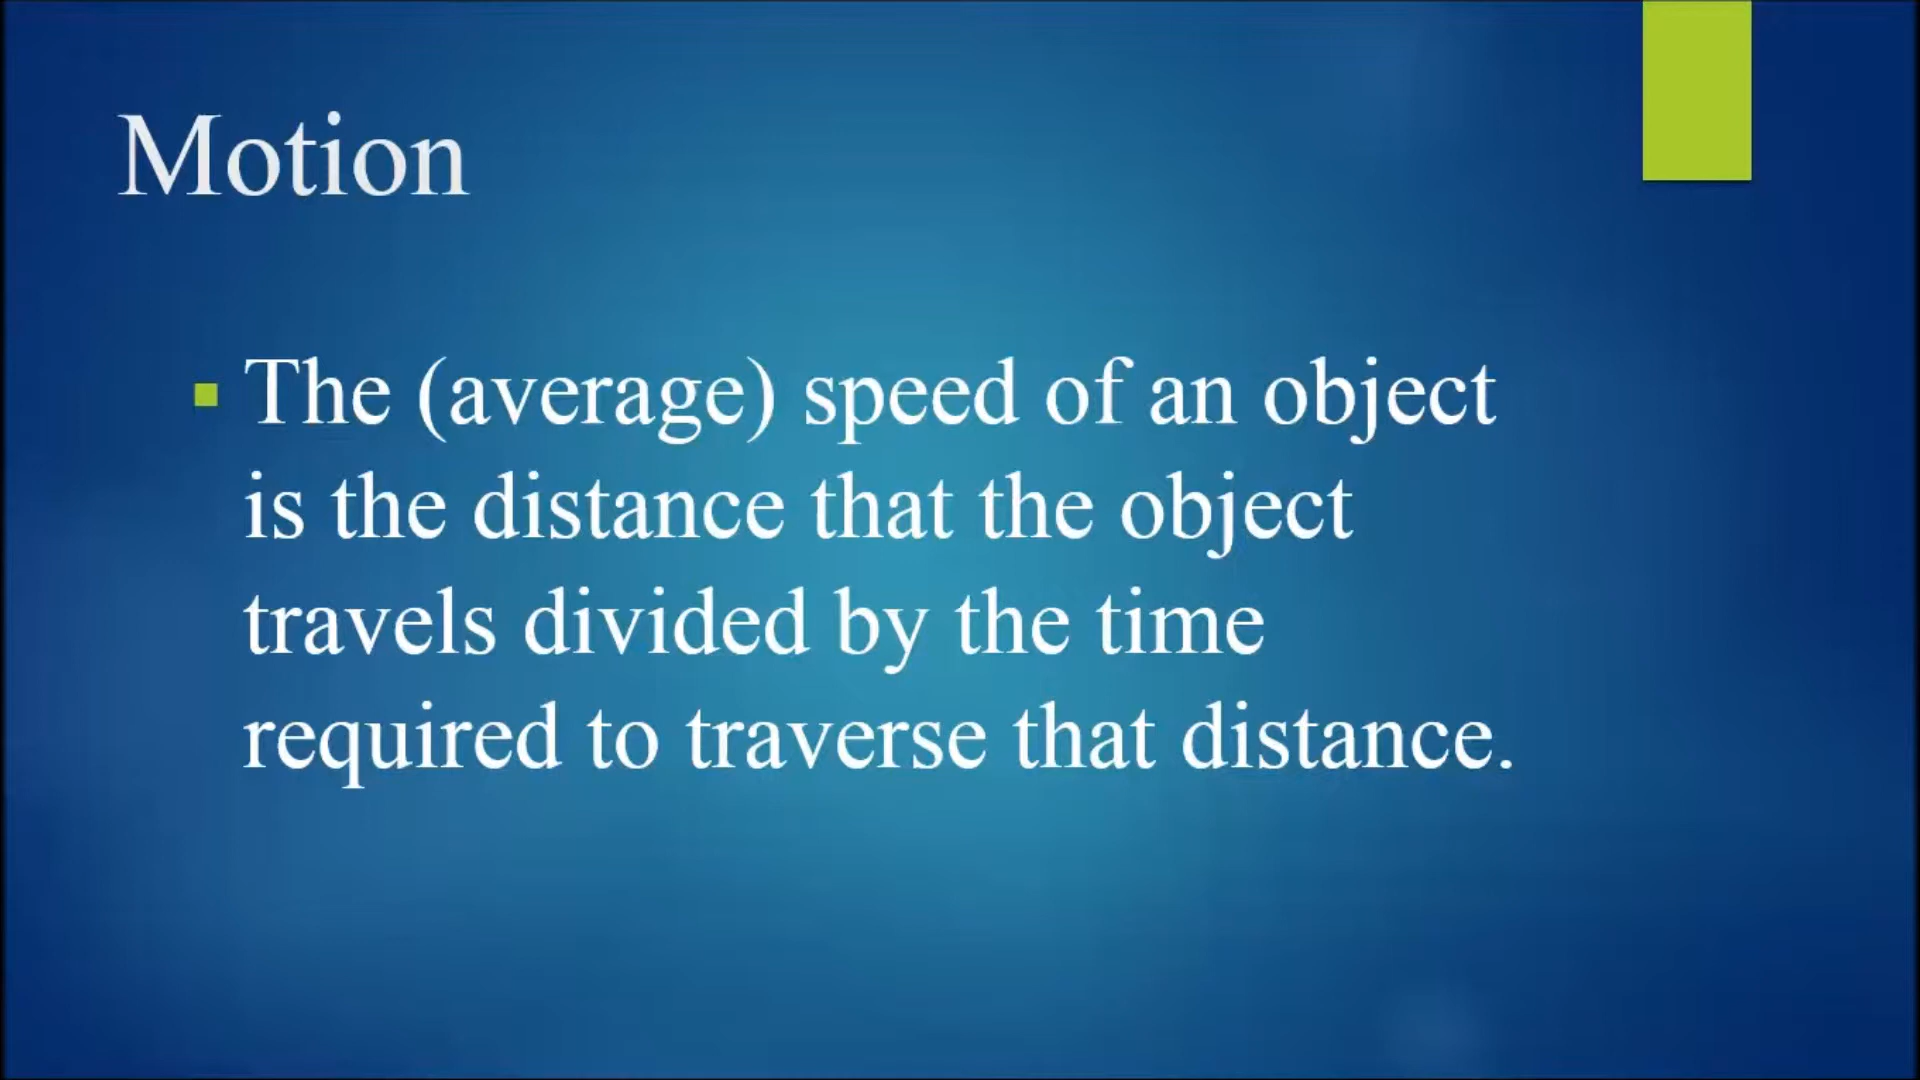 Motion
The (average) speed of an object
is the distance that the object
travels divided by the time
required to traverse that distance.